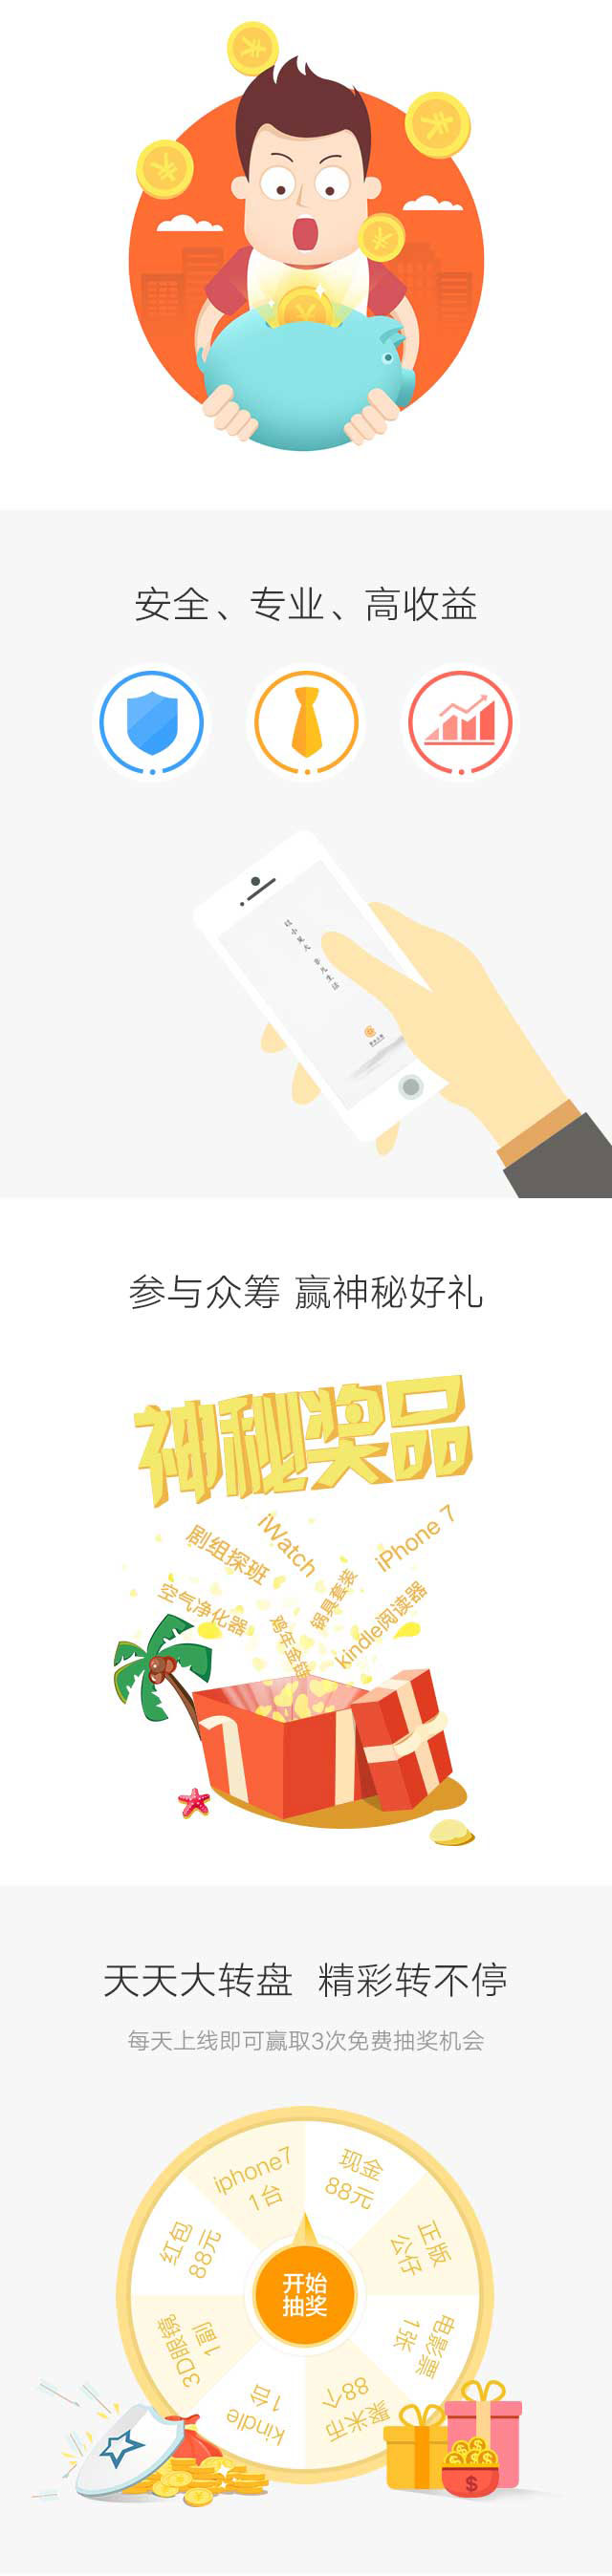 安全、专业、高收益
参与众筹 赢神秘好礼
神秘奖品
剧组探班
iWatch
iPhone 7
空气净化器
鸡年金钞
锅具套装
kindle阅读器
天天大转盘 精彩转不停
每天上线即可赢取3次免费抽奖机会
iphone7
1台
现金
88元
正版
公仔
电影票
1张
聚米币
88个
kindle
1台
3D眼镜
1副
红包
88元
开始
抽奖